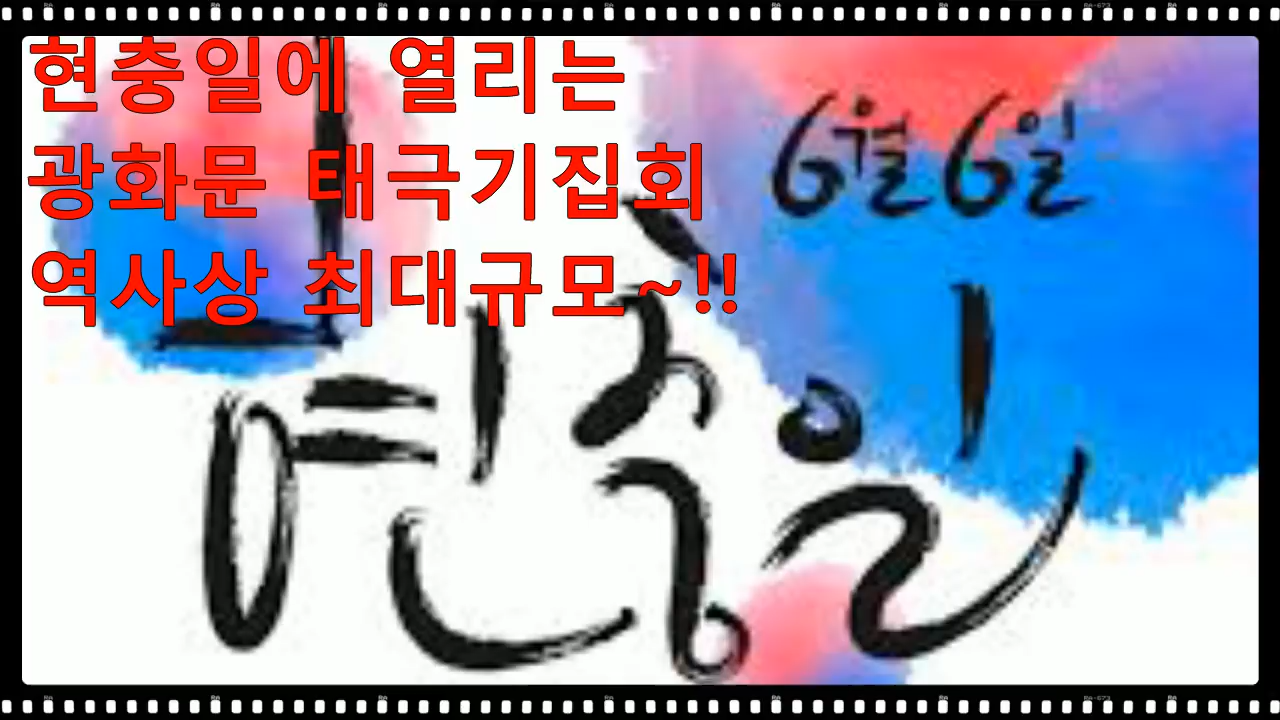 현충일에 열리는
광화문 태극기집회
역사상 최대규모~!!
6월 6일
현충일